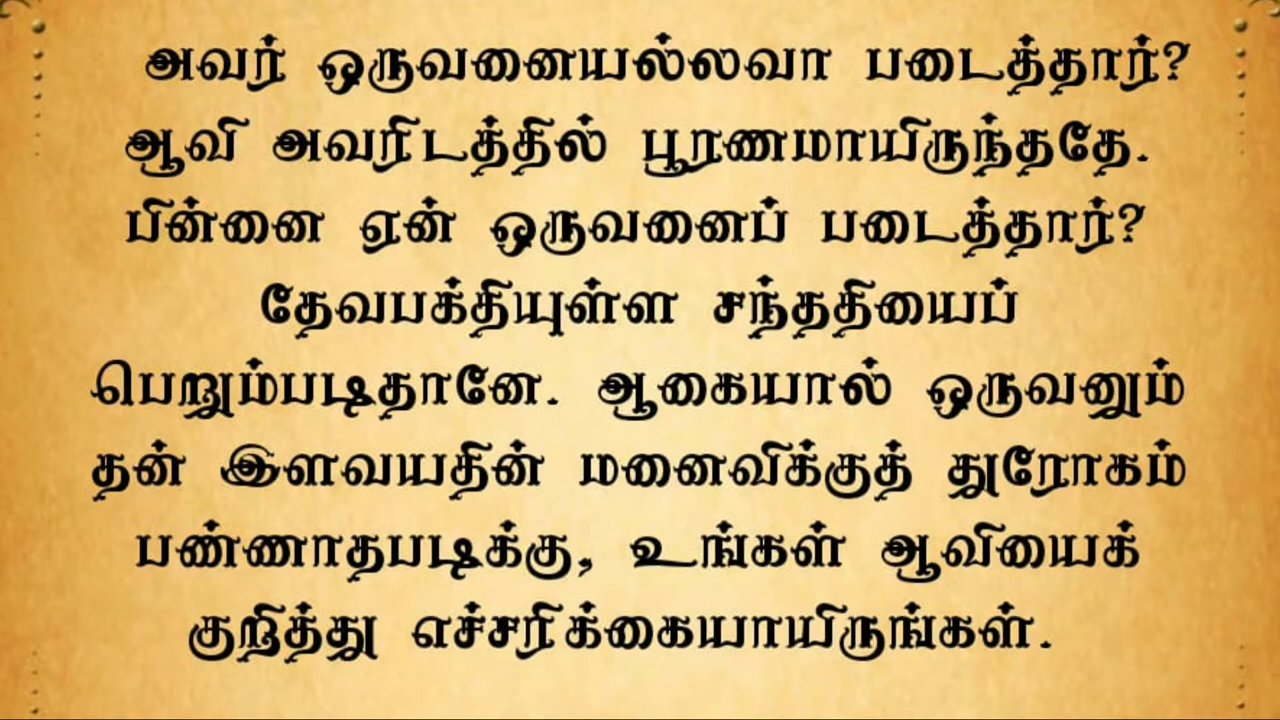 அவர் ஒருவனையல்லவா படைத்தார்?
ஆவி அவரிடத்தில் பூரணமாயிருந்ததே.
பின்னை ஏன் ஒருவனைப் படைத்தார்?
தேவபக்தியுள்ள சந்ததியைப்
பெறும்படிதானே. ஆகையால் ஒருவனும்
தன் இளவயதின் மனைவிக்குத் துரோகம்
பண்ணாதபடிக்கு, உங்கள் ஆவியைக்
குறித்து எச்சரிக்கையாயிருங்கள்.